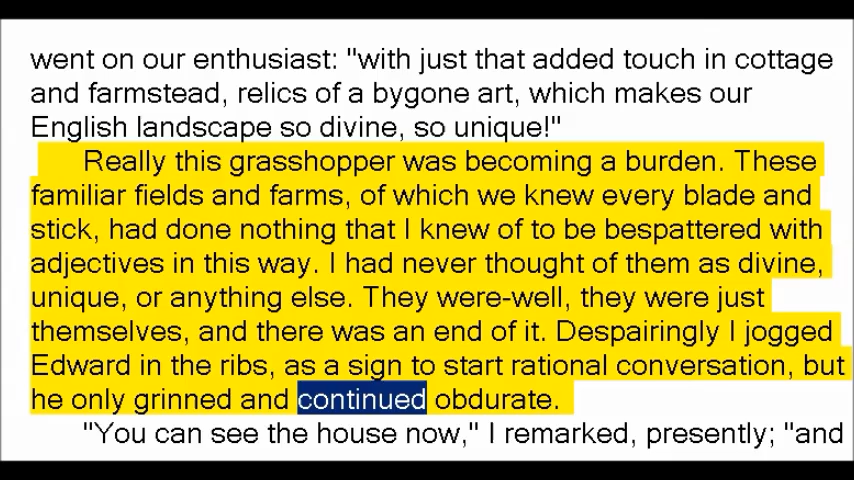 went on our enthusiast: "with just that added touch in cottage
and farmstead, relics of a bygone art, which makes our
English landscape so divine, so unique!"
Really this grasshopper was becoming a burden. These
familiar fields and farms, of which we knew every blade and
stick, had done nothing that I knew of to be bespattered with
adjectives in this way. I had never thought of them as divine,
unique, or anything else. They were-well, they were just
themselves, and there was an end of it. Despairingly I jogged
Edward in the ribs, as a sign to start rational conversation, but
he only grinned and continued obdurate.
"You can see the house now," I remarked, presently; "and